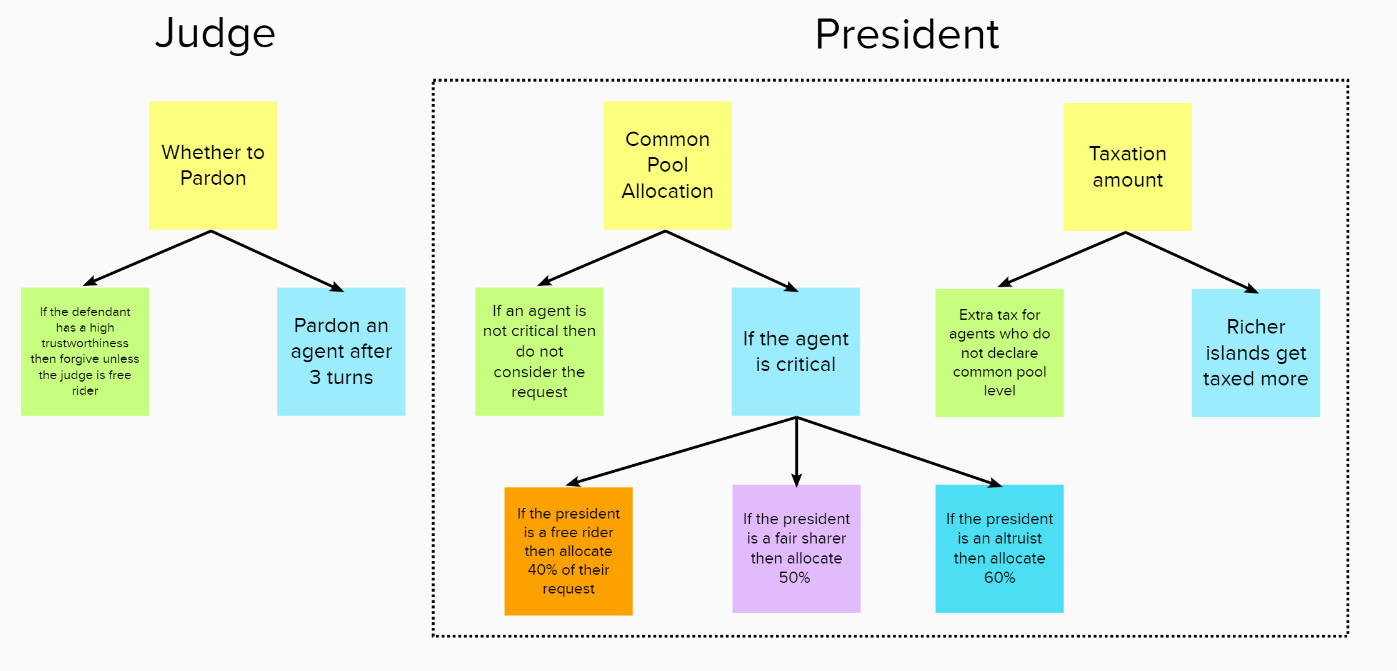 Judge
President
Whether to
Pardon
Common
Pool
Allocation
Taxation
amount
If the defendant
has a high
trustworthiness
then forgive unless
the judge is free
rider
Pardon an
agent after
3 turns
If an agent is
not critical then
do not
consider the
request
If the agent
is critical
Extra tax for
agents who do
not declare
common pool
level
Richer
islands get
taxed more
If the president
is a free rider
then allocate
40% of their
request
If the president
is a fair sharer
then allocate
50%
If the president
is an altruist
then allocate
60%